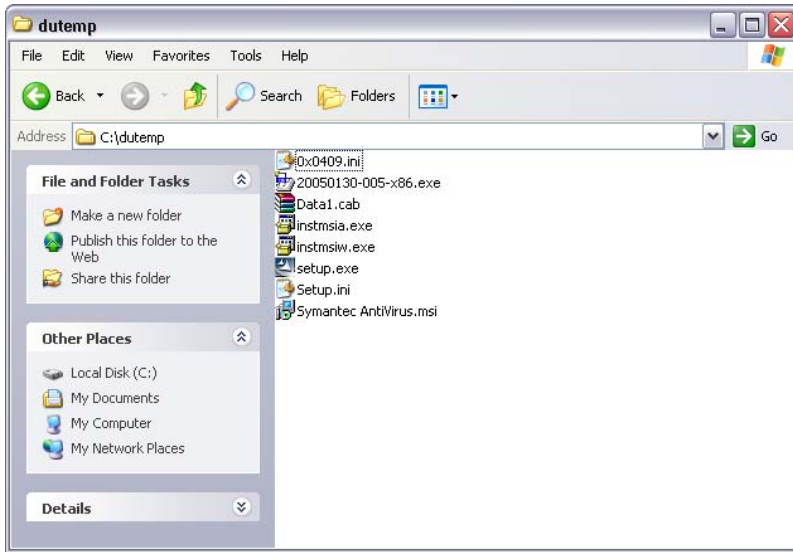 dutemp
File Edit View Favorites Tools Help
Back Search Folders
Address C:\dutemp Go
File and Folder Tasks
Make a new folder
Publish this folder to the
Web
Share this folder
Other Places
Local Disk (C:)
My Documents
My Computer
My Network Places
Details
0x0409.ini
20050130-005-x86.exe
Data1.cab
instmsia.exe
instmsiw.exe
setup.exe
Setup.ini
Symantec AntiVirus.msi